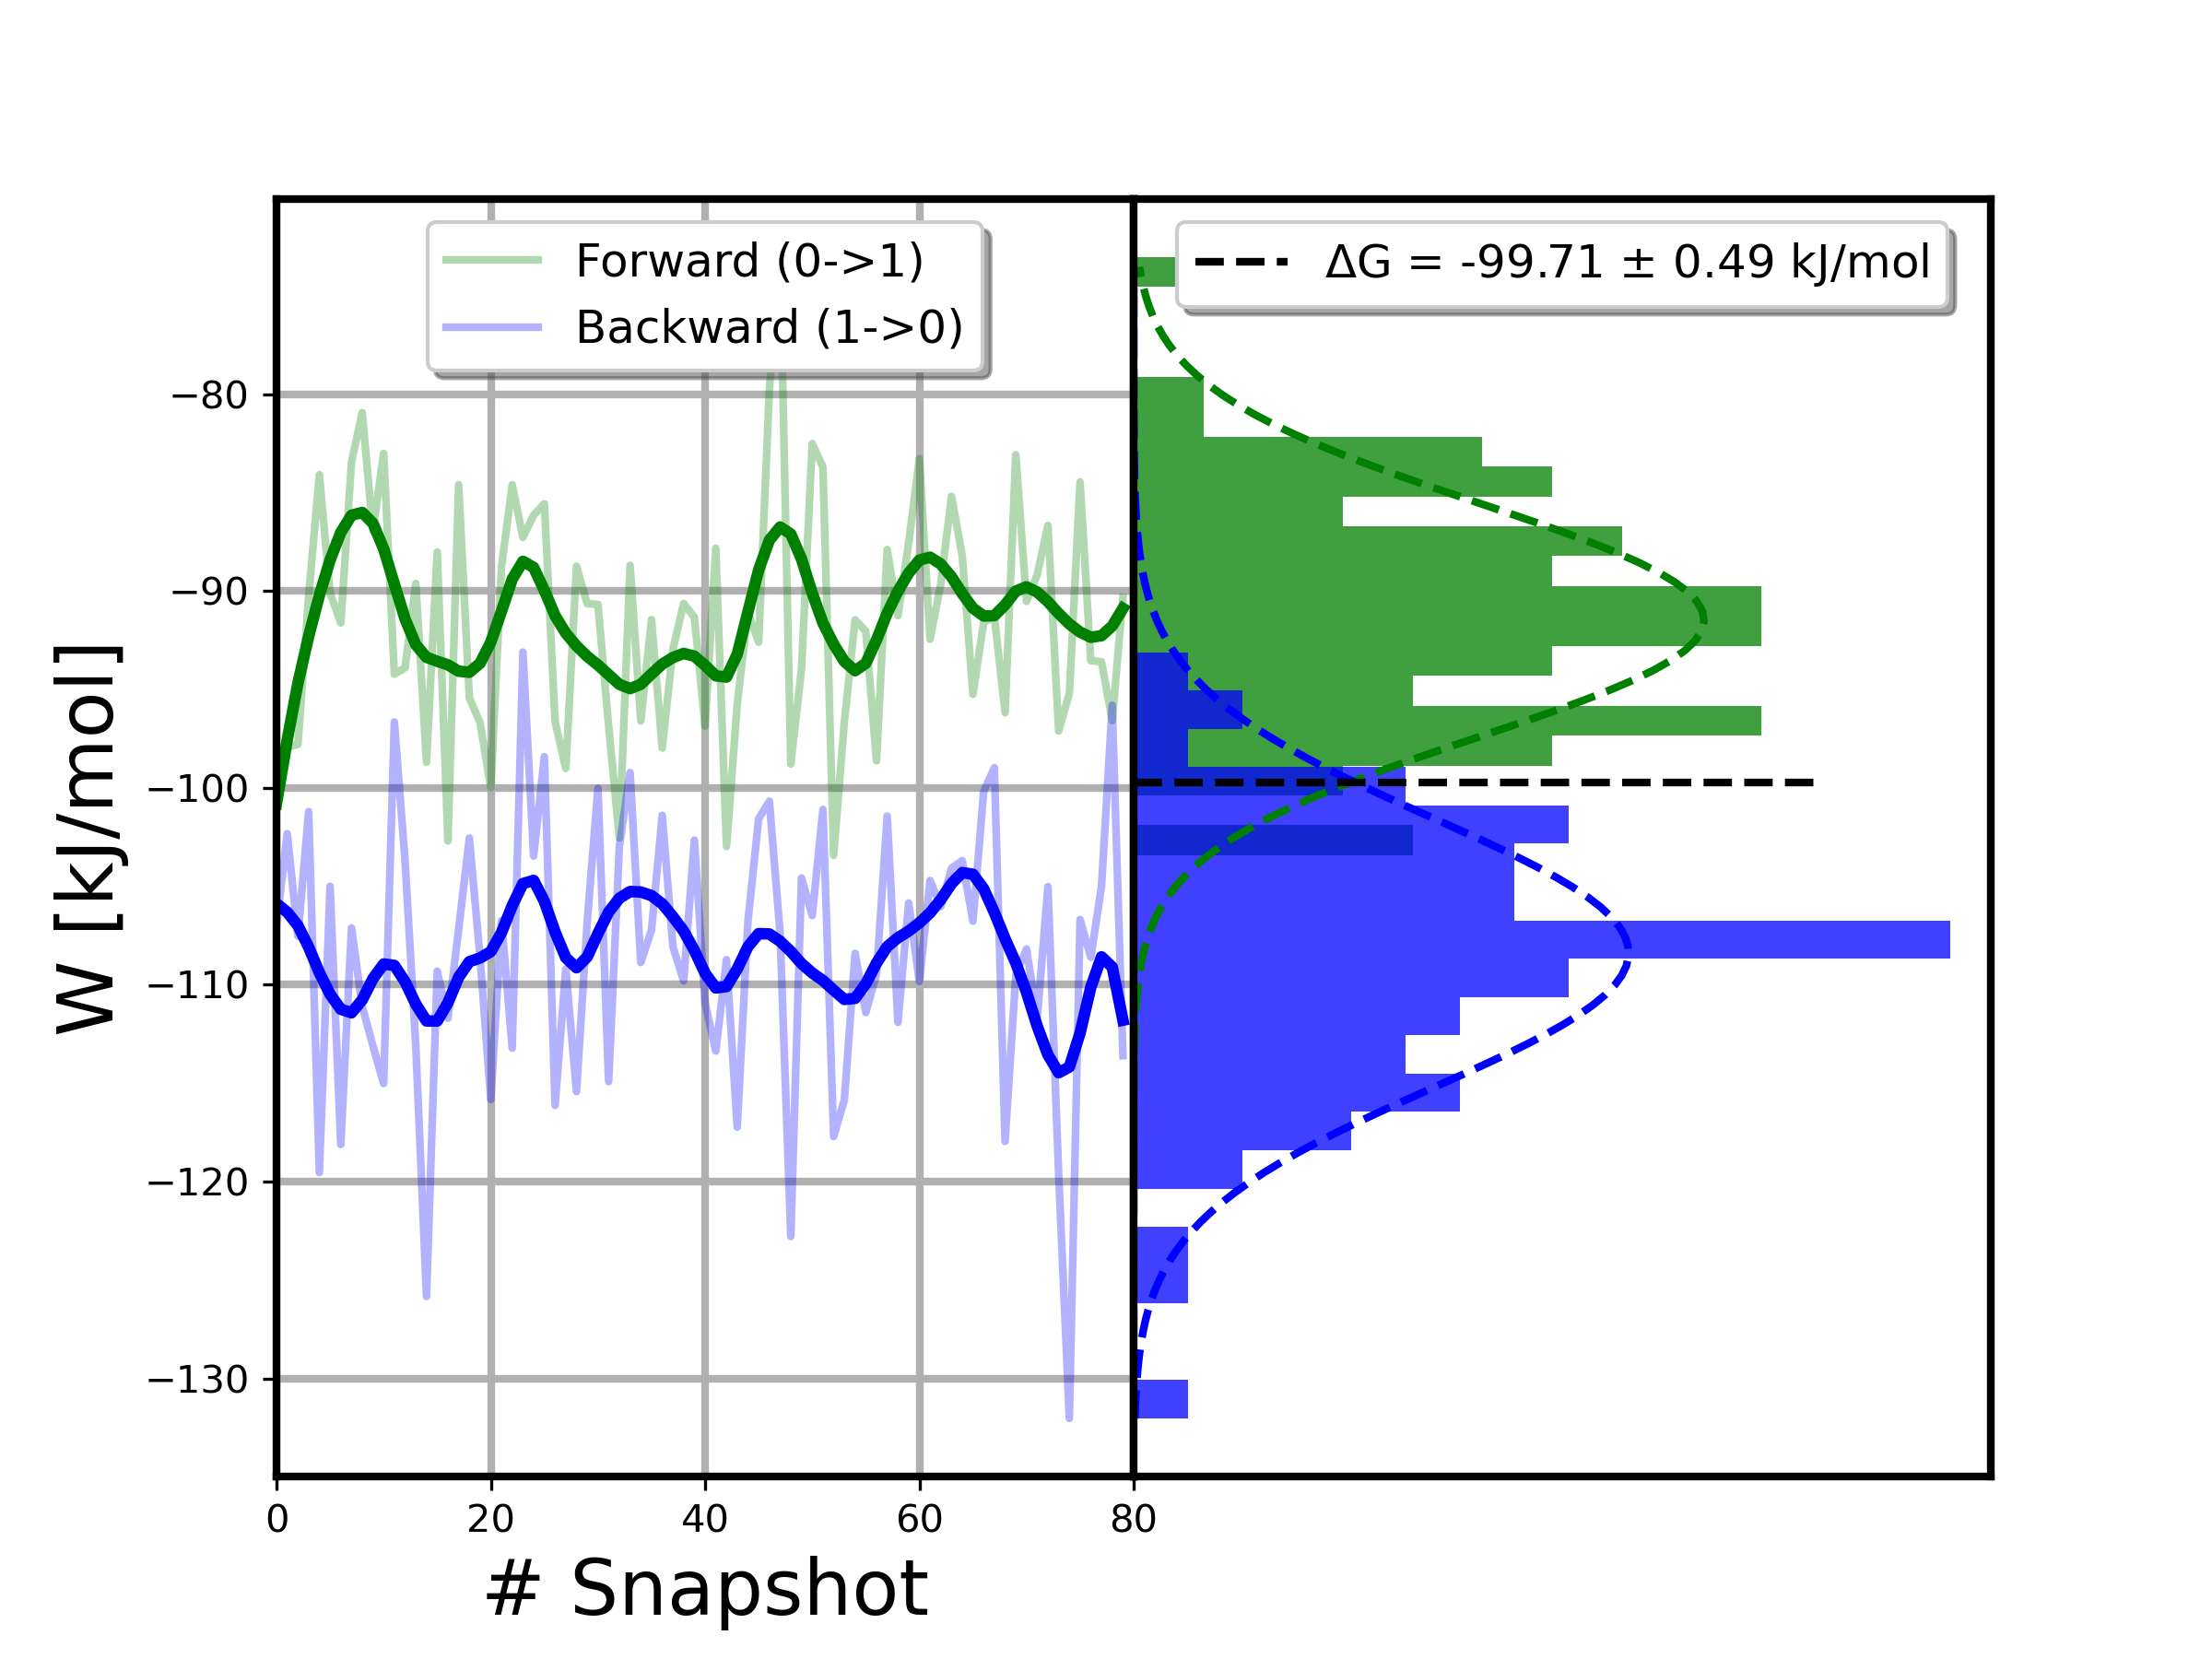 Forward (0->1)
Backward (1->0)
ΔG = -99.71 ± 0.49 kJ/mol
W [kJ/mol]
−80
−90
−100
−110
−120
−130
0 20 40 60 80
# Snapshot